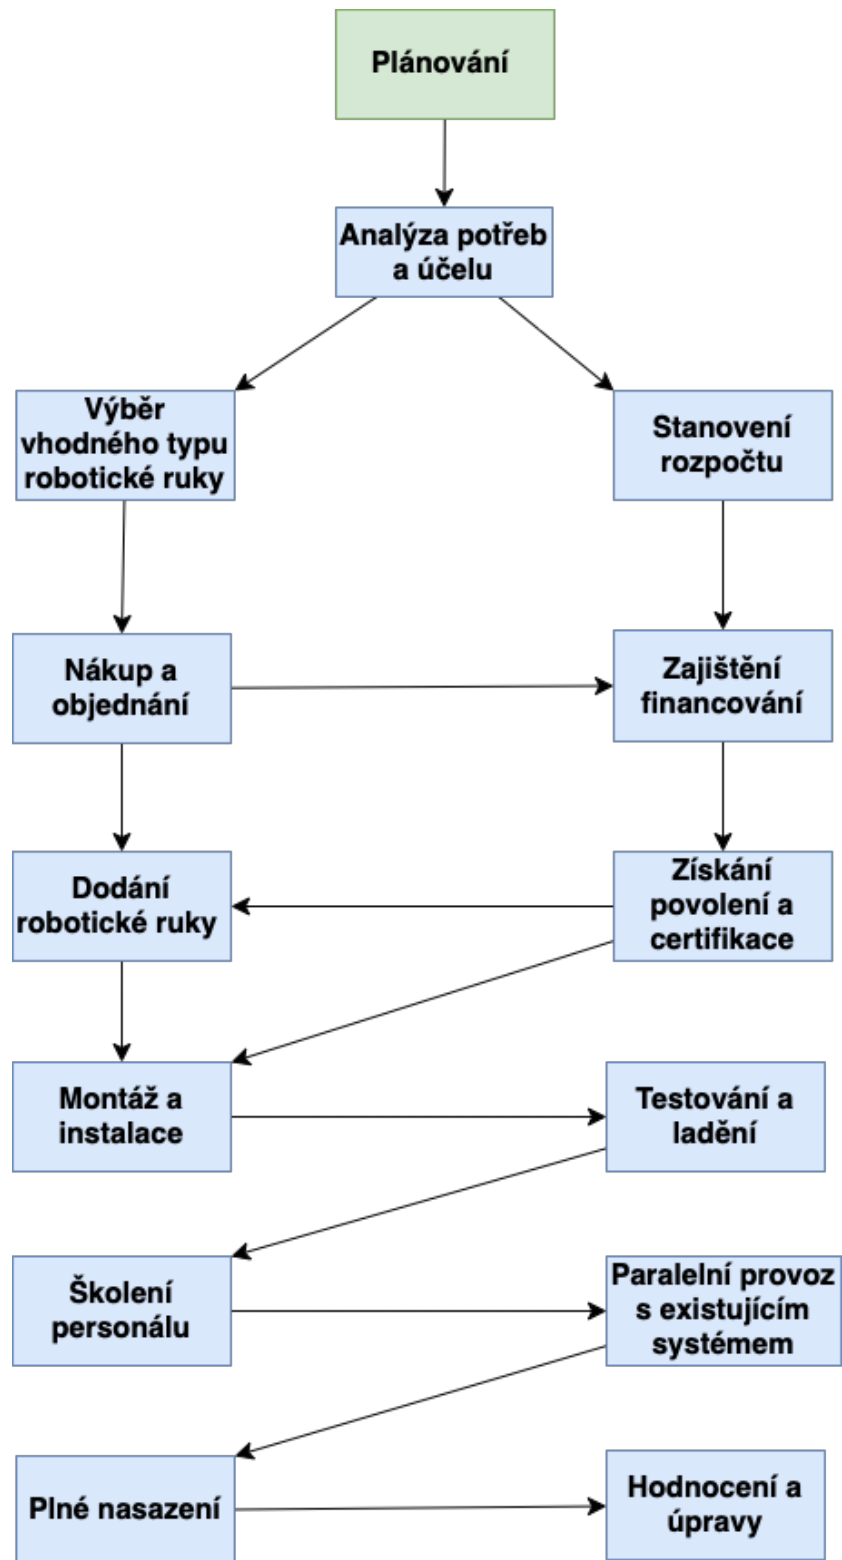 Plánování
Analýza potřeb
a účelu
Výběr
vhodného typu
robotické ruky
Stanovení
rozpočtu
Nákup a
objednání
Zajištění
financování
Dodání
robotické ruky
Získání
povolení a
certifikace
Montáž a
instalace
Testování a
ladění
Školení
personálu
Paralelní provoz
s existujícím
systémem
Plné nasazení
Hodnocení a
úpravy